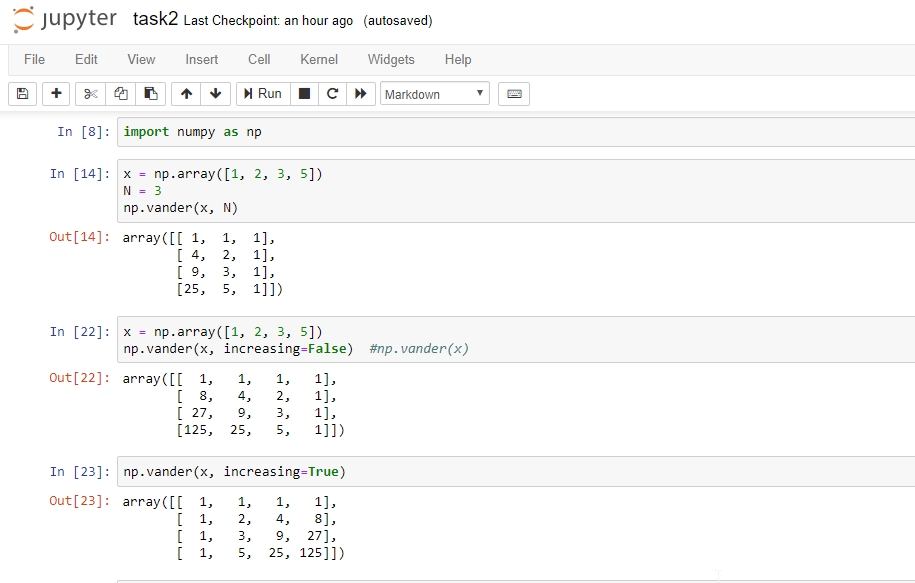 jupyter task2 Last Checkpoint: an hour ago (autosaved)
File Edit View Insert Cell Kernel Widgets Help
Run Markdown
In [8]: import numpy as np
In [14]: x = np.array([1, 2, 3, 5])
N = 3
np.vander(x, N)
Out[14]: array([[ 1,  1,  1],
[ 4,  2,  1],
[ 9,  3,  1],
[25,  5,  1]])
In [22]: x = np.array([1, 2, 3, 5])
np.vander(x, increasing=False)  #np.vander(x)
Out[22]: array([[  1,   1,   1,   1],
[  8,   4,   2,   1],
[ 27,   9,   3,   1],
[125,  25,   5,   1]])
In [23]: np.vander(x, increasing=True)
Out[23]: array([[  1,   1,   1,   1],
[  1,   2,   4,   8],
[  1,   3,   9,  27],
[  1,   5,  25, 125]])